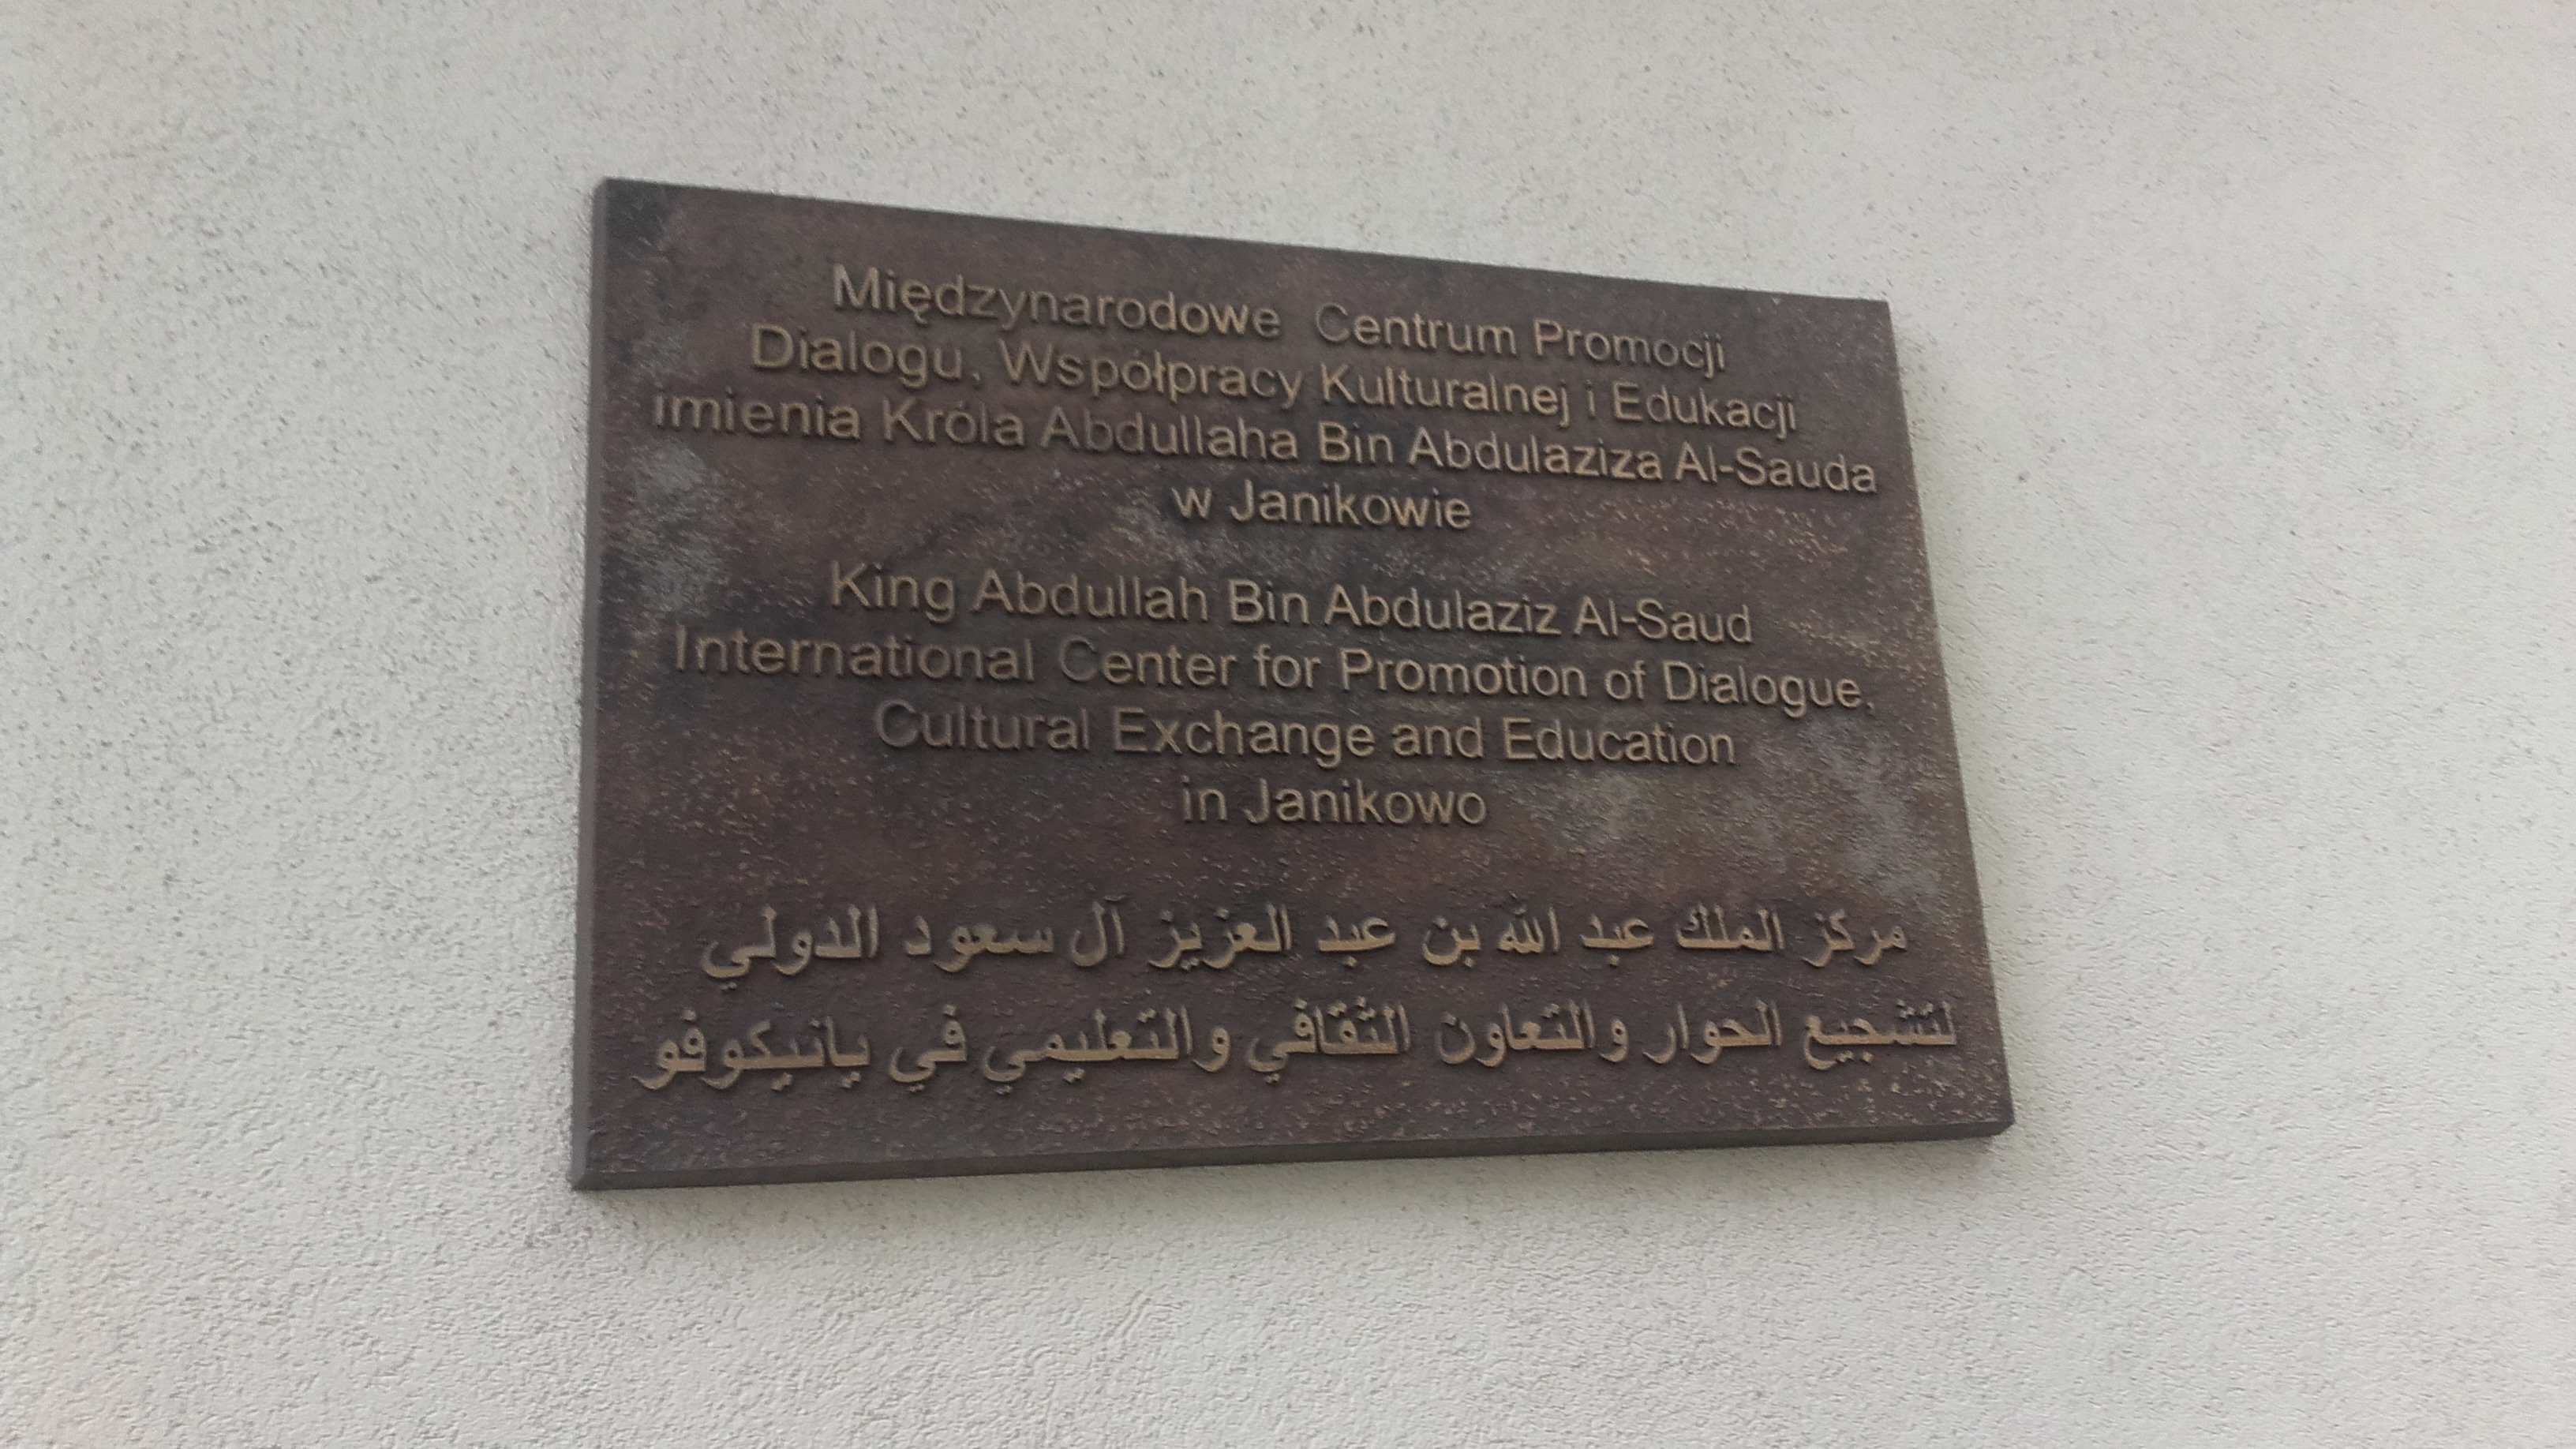 Międzynarodowe Centrum Promocji
Dialogu, Współpracy Kulturalnej i Edukacji
imienia Króla Abdullaha Bin Abdulaziza Al-Sauda
w Janikowie
King Abdullah Bin Abdulaziz Al-Saud
International Center for Promotion of Dialogue,
Cultural Exchange and Education
in Janikowo
مركز الملك عبد الله بن عبد العزيز آل سعود الدولي
لتشجيع الحوار والتعاون الثقافي والتعليمي في يانيكوفو